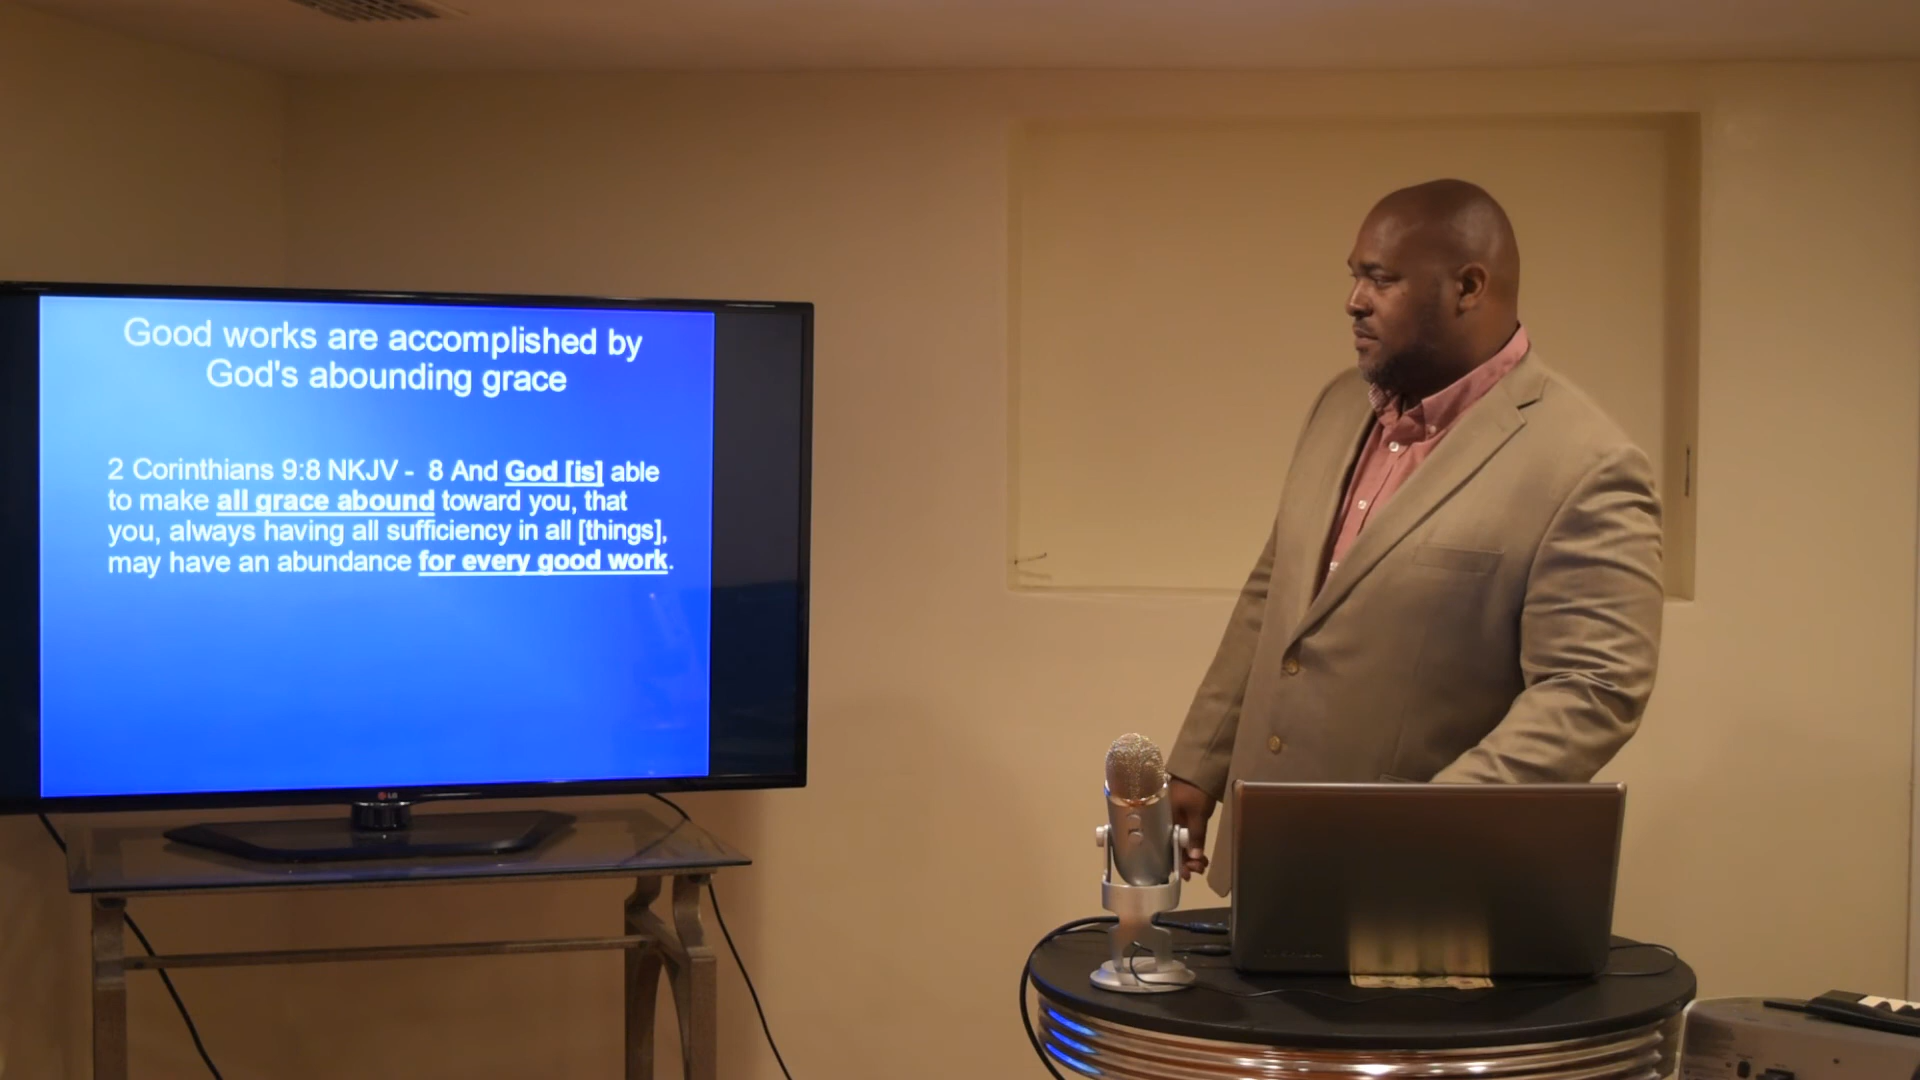 Good works are accomplished by
God's abounding grace
2 Corinthians 9:8 NKJV - 8 And God [is] able
to make all grace abound toward you, that
you, always having all sufficiency in all [things],
may have an abundance for every good work.
LG